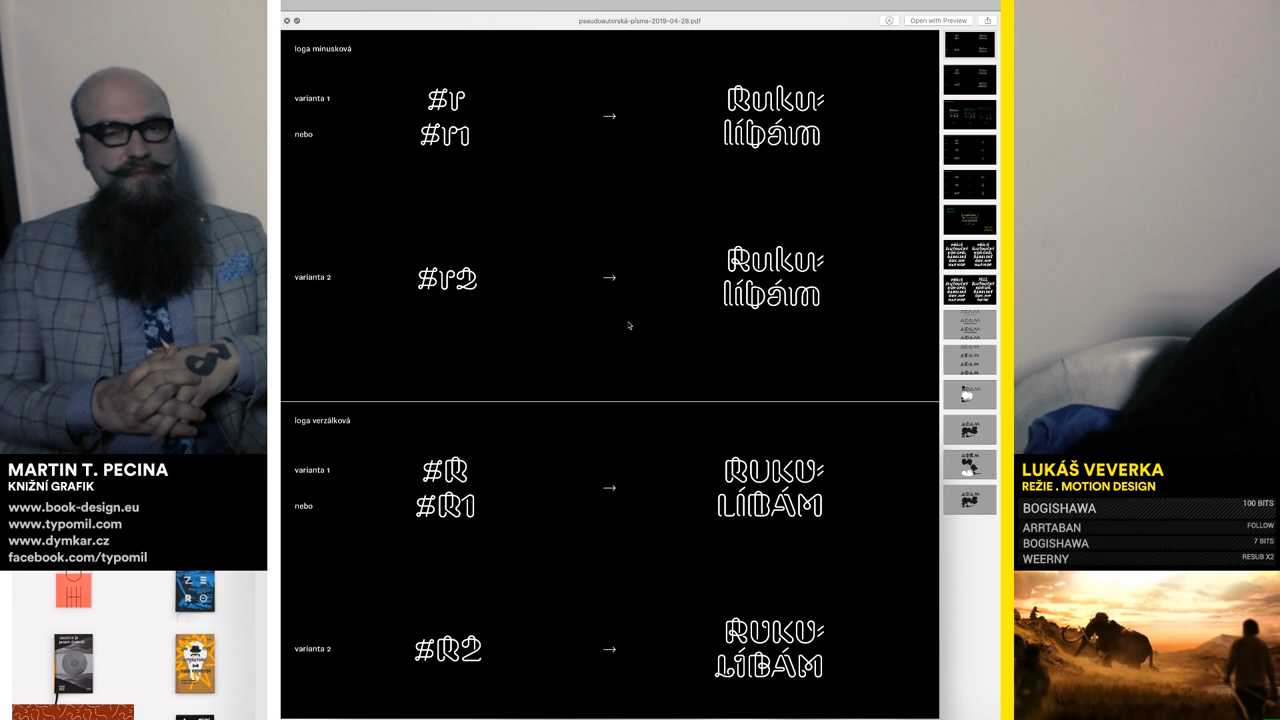 pseudoautorská-písma-2019-04-28.pdf
Open with Preview
loga minusková
varianta 1
#r
Ruku-
nebo
#r1
líbám
varianta 2
#r2
Ruku-
líbám
loga verzálková
varianta 1
#R
RUKU-
nebo
#R1
LÍBÁM
varianta 2
#R2
RUKU-
LÍBÁM
MARTIN T. PECINA
KNIŽNÍ GRAFIK
www.book-design.eu
www.typomil.com
www.dymkar.cz
facebook.com/typomil
ZE
RO
LUKÁŠ VEVERKA
REŽIE . MOTION DESIGN
BOGISHAWA 100 BITS
ARRTABAN FOLLOW
BOGISHAWA 7 BITS
WEERNY RESUB X2